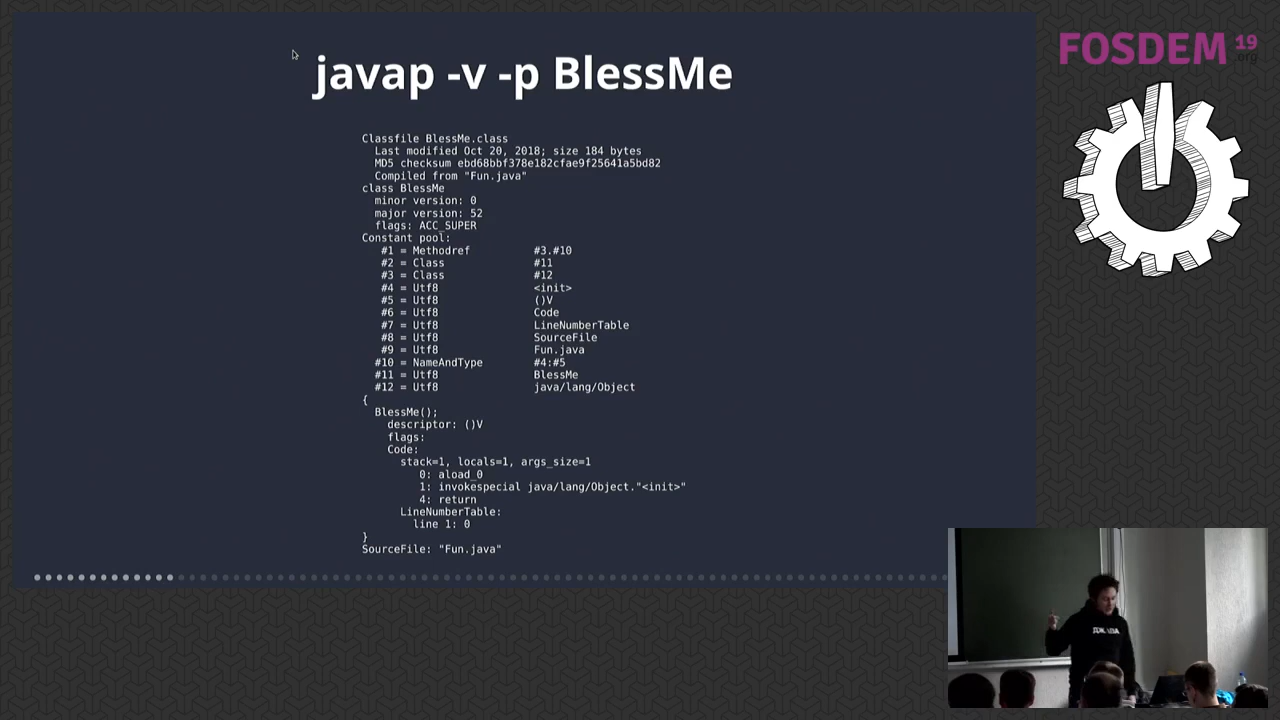 javap -v -p BlessMe
Classfile BlessMe.class
Last modified Oct 20, 2018; size 184 bytes
MD5 checksum ebd68bbf378e182cfae9f25641a5bd82
Compiled from "Fun.java"
class BlessMe
minor version: 0
major version: 52
flags: ACC_SUPER
Constant pool:
#1 = Methodref #3.#10
#2 = Class #11
#3 = Class #12
#4 = Utf8 <init>
#5 = Utf8 ()V
#6 = Utf8 Code
#7 = Utf8 LineNumberTable
#8 = Utf8 SourceFile
#9 = Utf8 Fun.java
#10 = NameAndType #4:#5
#11 = Utf8 BlessMe
#12 = Utf8 java/lang/Object
{
BlessMe();
descriptor: ()V
flags:
Code:
stack=1, locals=1, args_size=1
0: aload_0
1: invokespecial java/lang/Object."<init>"
4: return
LineNumberTable:
line 1: 0
}
SourceFile: "Fun.java"
FOSDEM 19
.org